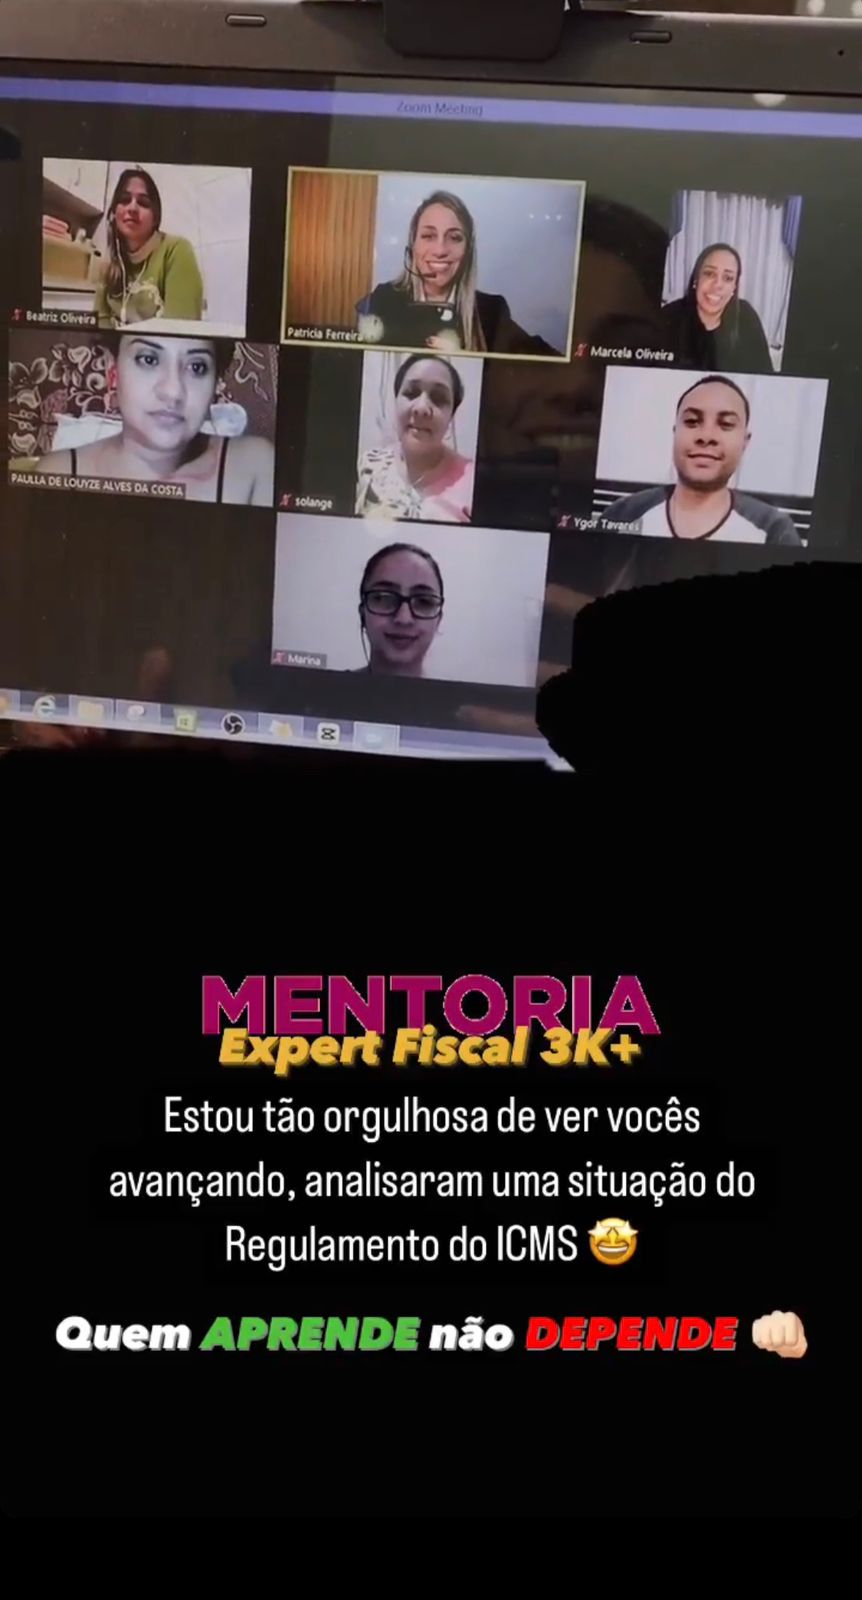 Zoom Meeting
Beatriz Oliveira
Patricia Ferreira
Marcela Oliveira
PAULLA DE LOUYZE ALVES DA COSTA
solange
Ygor Tavares
Marina
MENTORIA
Expert Fiscal 3K+
Estou tão orgulhosa de ver vocês
avançando, analisaram uma situação do
Regulamento do ICMS 🤩
Quem APRENDE não DEPENDE 👊🏻